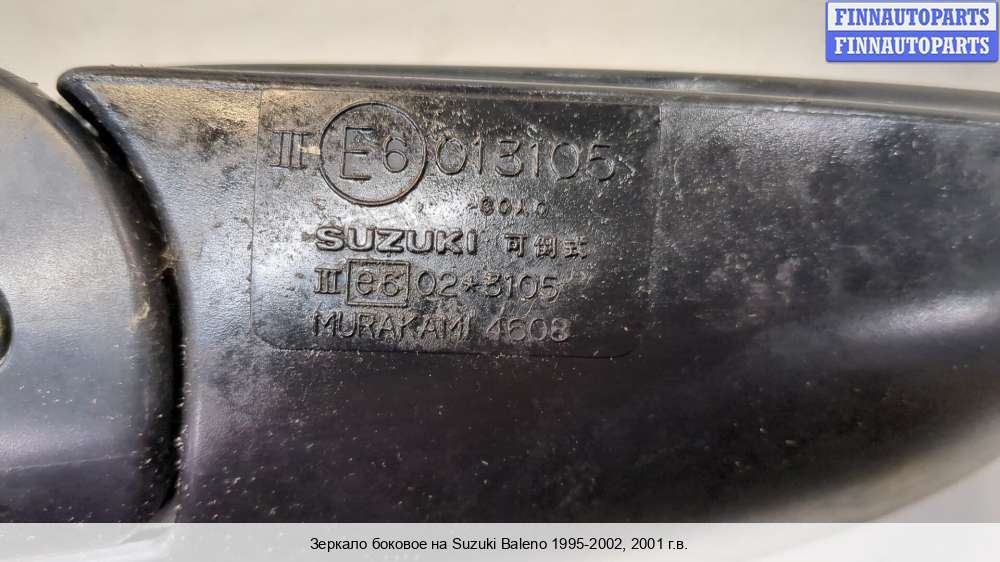 FINNAUTOPARTS
FINNAUTOPARTS
III E6 013105
SUZUKI 可倒式
III e6 02*3105
MURAKAMI 4608
Зеркало боковое на Suzuki Baleno 1995-2002, 2001 г.в.